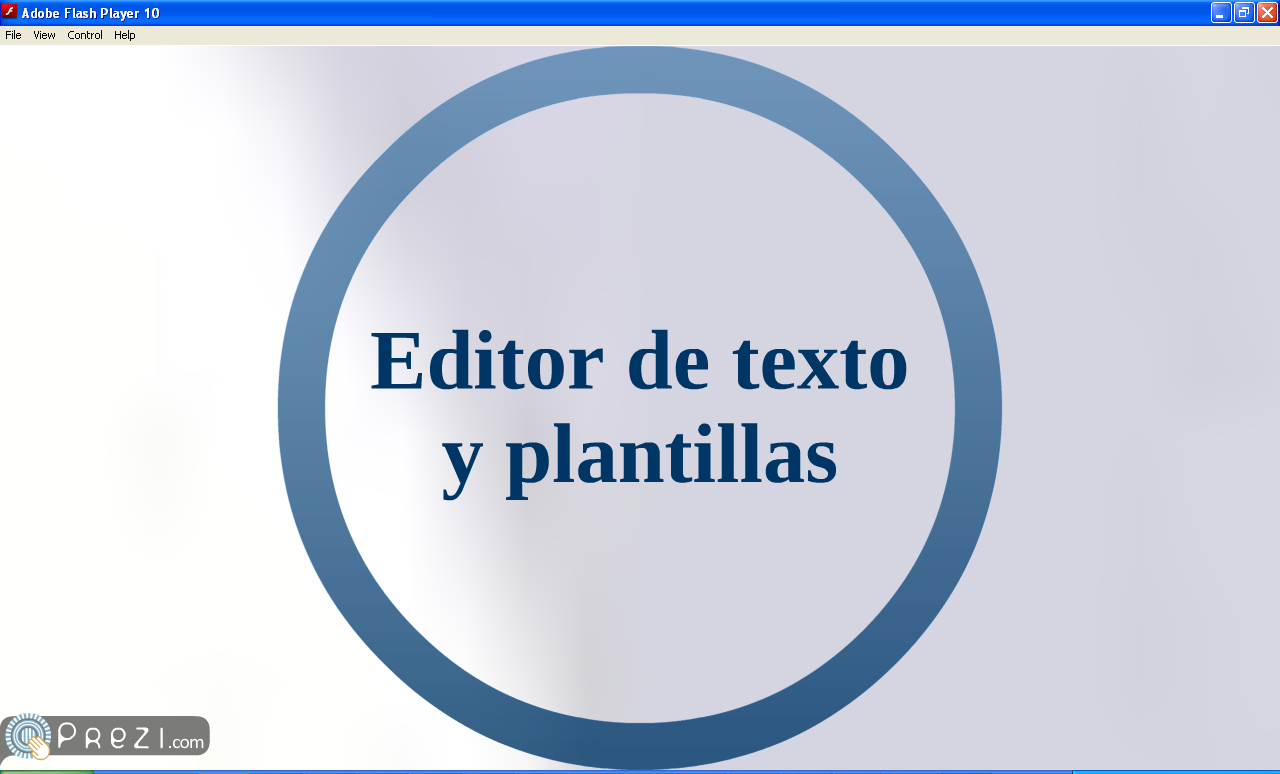 Adobe Flash Player 10
File View Control Help
Editor de texto
y plantillas
Prezi.com